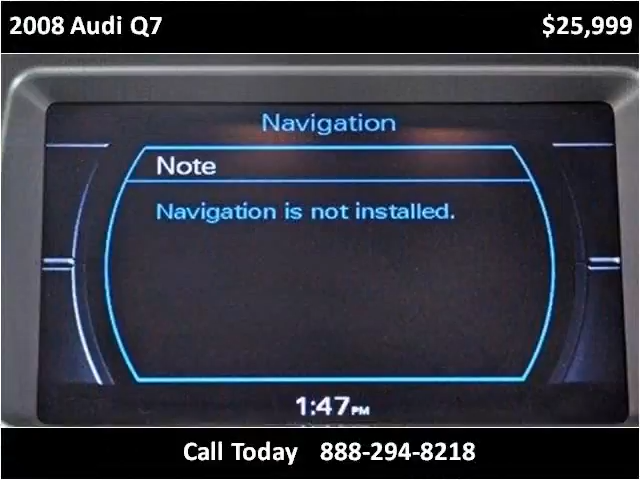 2008 Audi Q7 $25,999
Navigation
Note
Navigation is not installed.
1:47PM
Call Today 888-294-8218